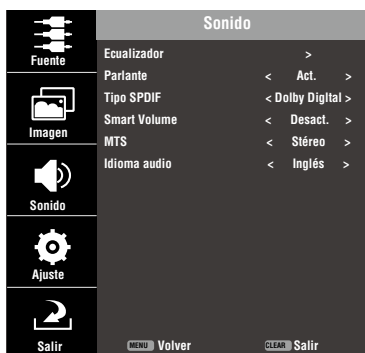 Sonido
Fuente
Imagen
Sonido
Ajuste
Salir
Ecualizador >
Parlante < Act. >
Tipo SPDIF < Dolby DigItal >
Smart Volume < Desact. >
MTS < Stéreo >
Idioma audio < Inglés >
MENU Volver CLEAR Salir